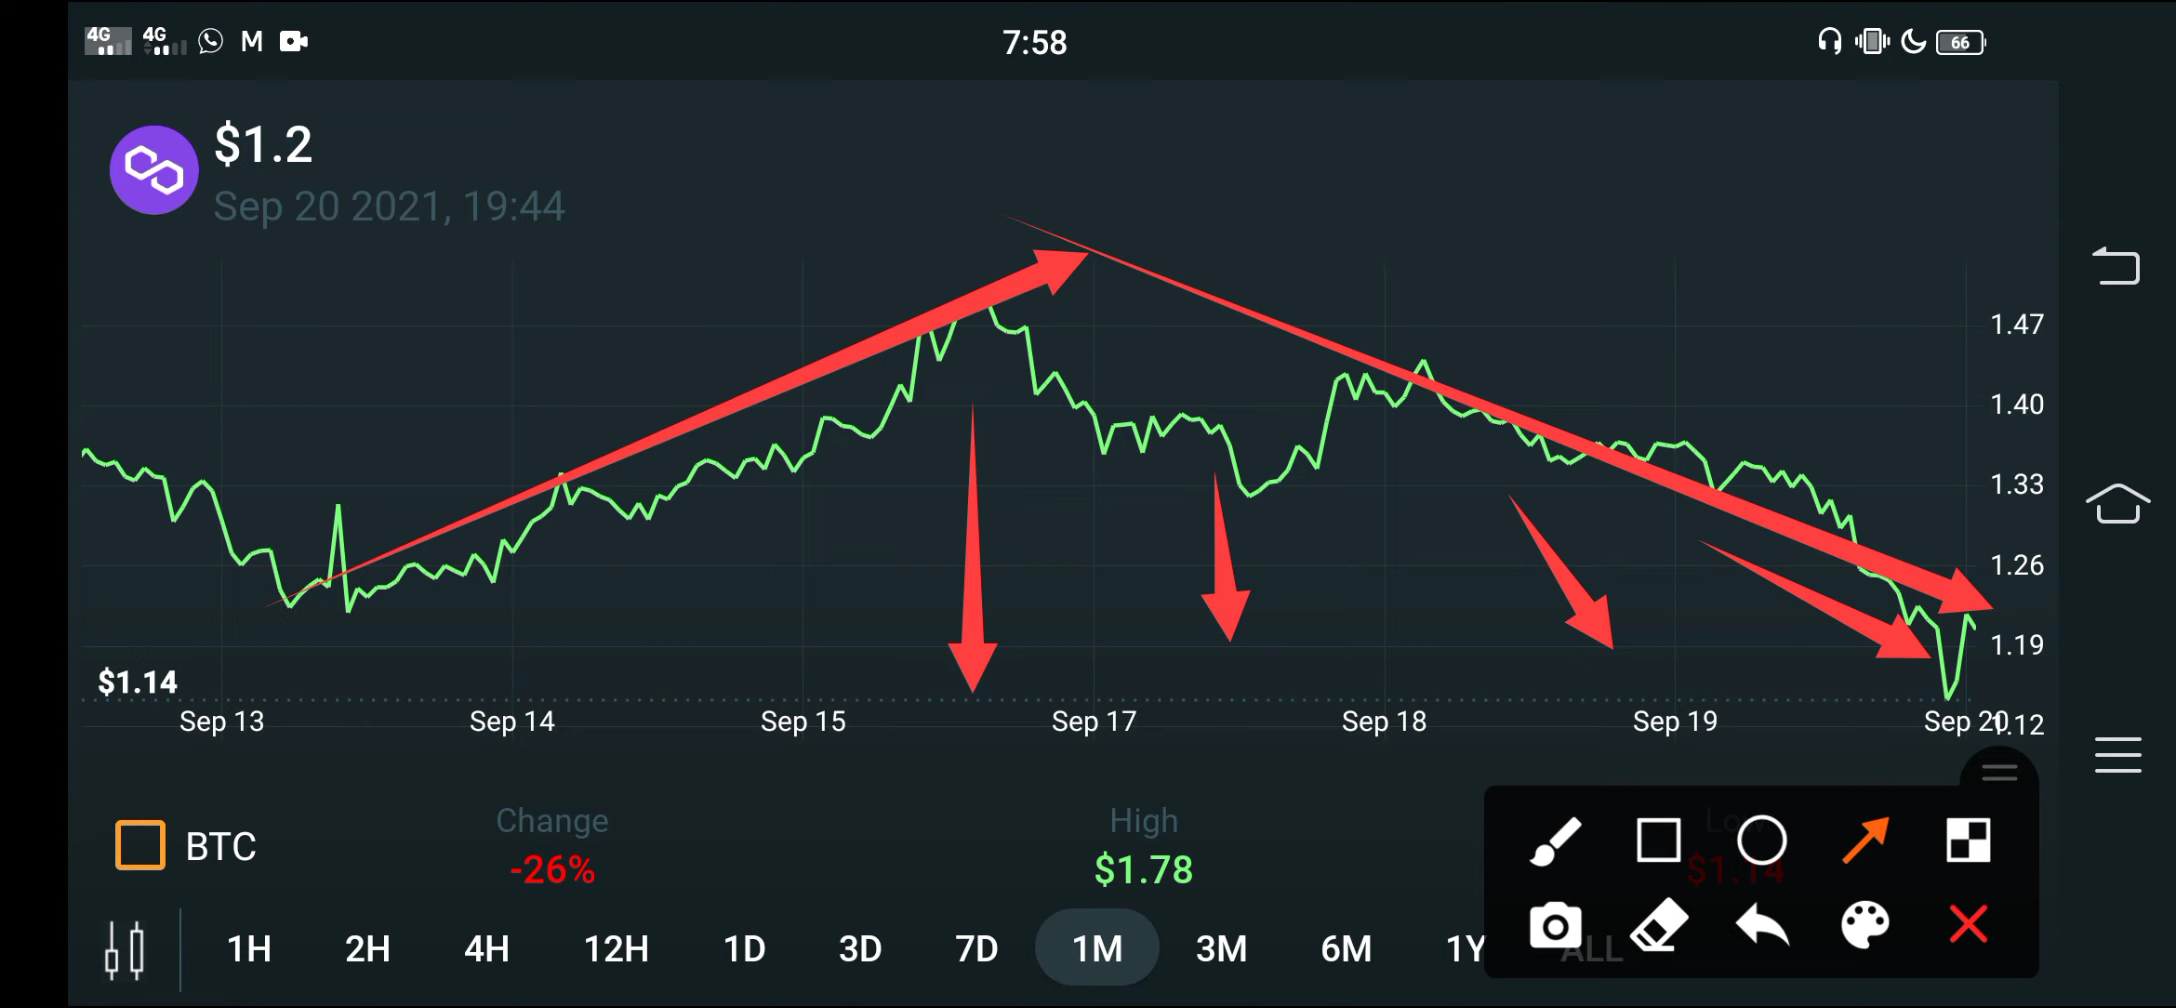 4G 4G M 7:58 66
$1.2
Sep 20 2021, 19:44
1.47
1.40
1.33
1.26
1.19
$1.14
Sep 13 Sep 14 Sep 15 Sep 17 Sep 18 Sep 19 Sep 20 1.12
BTC
Change High Low
-26% $1.78 $1.14
1H 2H 4H 12H 1D 3D 7D 1M 3M 6M 1Y ALL